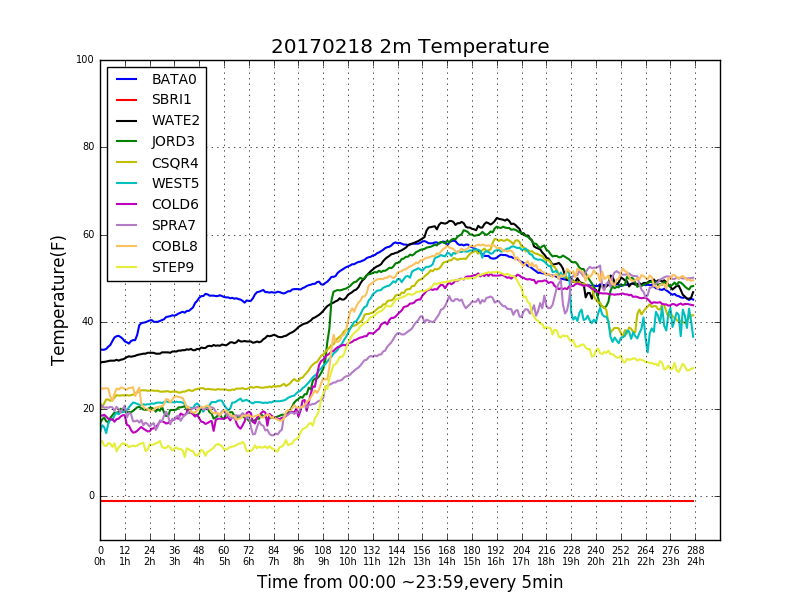 20170218 2m Temperature
BATA0
SBRI1
WATE2
JORD3
CSQR4
WEST5
COLD6
SPRA7
COBL8
STEP9
Temperature(F)
100
80
60
40
20
0
0 12 24 36 48 60 72 84 96 108 120 132 144 156 168 180 192 204 216 228 240 252 264 276 288
0h 1h 2h 3h 4h 5h 6h 7h 8h 9h 10h 11h 12h 13h 14h 15h 16h 17h 18h 19h 20h 21h 22h 23h 24h
Time from 00:00 ~23:59,every 5min